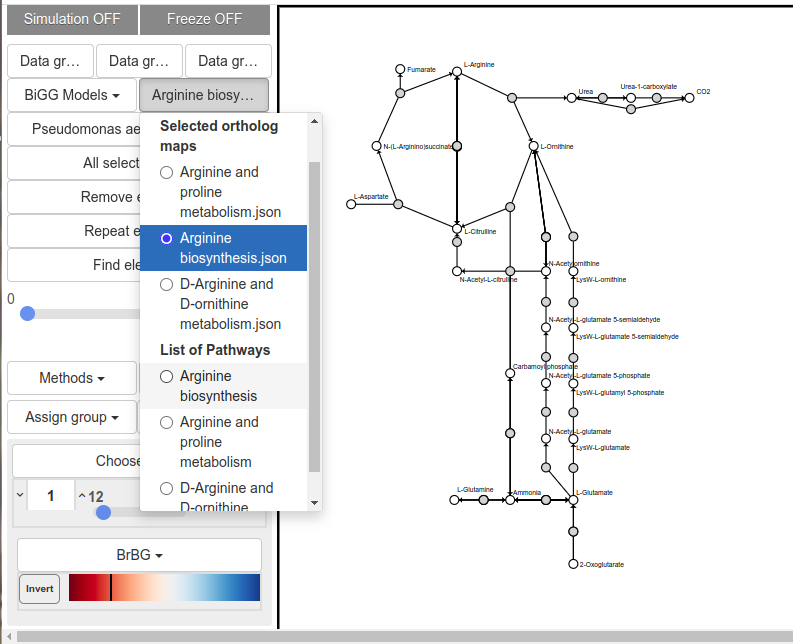 Simulation OFF
Freeze OFF
Data gr…
Data gr…
Data gr…
BiGG Models
Arginine biosy…
Pseudomonas ae
All select
Remove e
Repeat e
Find ele
0
Methods
Assign group
Choose
1
12
BrBG
Invert
Selected ortholog
maps
Arginine and
proline
metabolism.json
Arginine
biosynthesis.json
D-Arginine and
D-ornithine
metabolism.json
List of Pathways
Arginine
biosynthesis
Arginine and
proline
metabolism
D-Arginine and
D-ornithine
Fumarate
L-Arginine
Urea
Urea-1-carboxylate
CO2
N-(L-Arginino)succinate
L-Ornithine
L-Aspartate
L-Citrulline
N-Acetylornithine
N-Acetyl-L-citrulline
LysW-L-ornithine
N-Acetyl-L-glutamate 5-semialdehyde
LysW-L-glutamate 5-semialdehyde
Carbamoyl phosphate
N-Acetyl-L-glutamate 5-phosphate
LysW-L-glutamyl 5-phosphate
N-Acetyl-L-glutamate
LysW-L-glutamate
L-Glutamine
Ammonia
L-Glutamate
2-Oxoglutarate